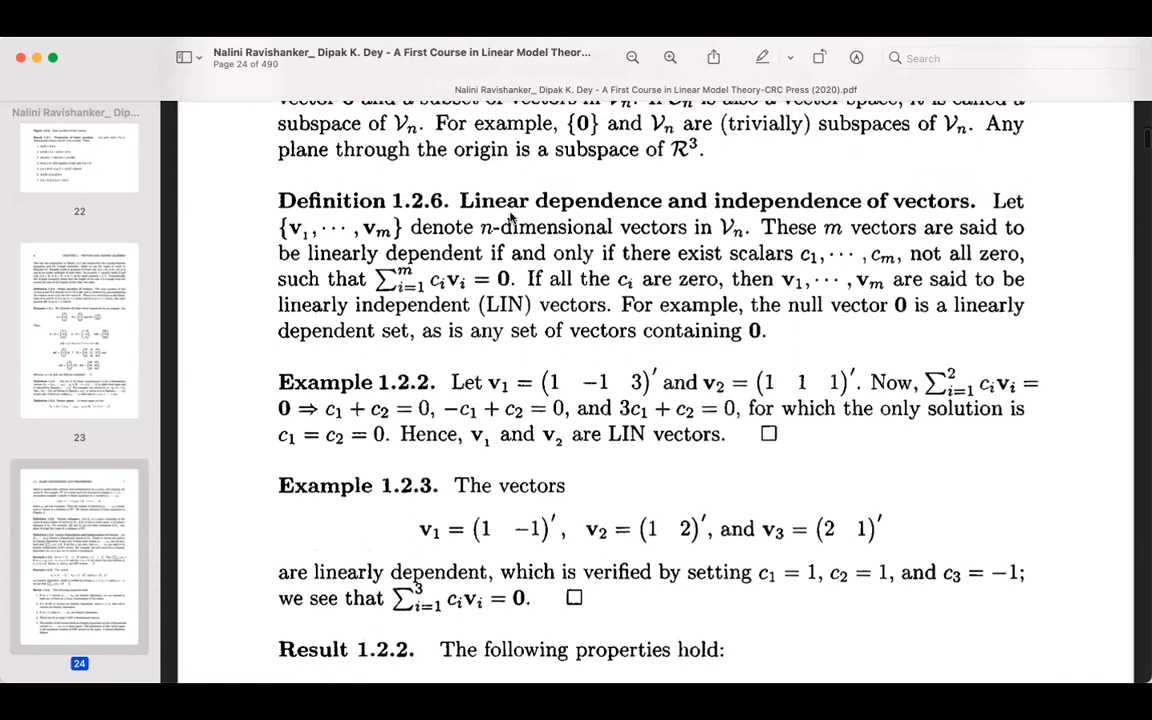 Nalini Ravishanker_ Dipak K. Dey - A First Course in Linear Model Theor...
Page 24 of 490
Search
Nalini Ravishanker_ Dipak K. Dey - A First Course in Linear Model Theory-CRC Press (2020).pdf
Nalini Ravishanker_ Dip...
22
23
24
subspace of 𝒱ₙ. For example, {0} and 𝒱ₙ are (trivially) subspaces of 𝒱ₙ. Any
plane through the origin is a subspace of ℛ³.
Definition 1.2.6. Linear dependence and independence of vectors. Let
{v₁, ⋯ , vₘ} denote n-dimensional vectors in 𝒱ₙ. These m vectors are said to
be linearly dependent if and only if there exist scalars c₁, ⋯ , cₘ, not all zero,
such that ∑ᵢ₌₁ᵐ cᵢvᵢ = 0. If all the cᵢ are zero, then v₁, ⋯ , vₘ are said to be
linearly independent (LIN) vectors. For example, the null vector 0 is a linearly
dependent set, as is any set of vectors containing 0.
Example 1.2.2. Let v₁ = (1 −1 3)′ and v₂ = (1 1 1)′. Now, ∑ᵢ₌₁² cᵢvᵢ =
0 ⇒ c₁ + c₂ = 0, −c₁ + c₂ = 0, and 3c₁ + c₂ = 0, for which the only solution is
c₁ = c₂ = 0. Hence, v₁ and v₂ are LIN vectors. □
Example 1.2.3. The vectors
v₁ = (1 −1)′, v₂ = (1 2)′, and v₃ = (2 1)′
are linearly dependent, which is verified by setting c₁ = 1, c₂ = 1, and c₃ = −1;
we see that ∑ᵢ₌₁³ cᵢvᵢ = 0. □
Result 1.2.2. The following properties hold: